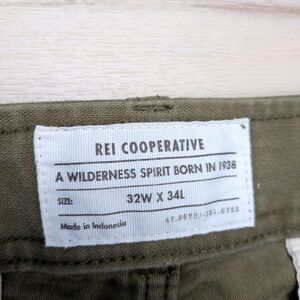 REI COOPERATIVE
A WILDERNESS SPIRIT BORN IN 1938
SIZE: 32W X 34L
Made in Indonesia